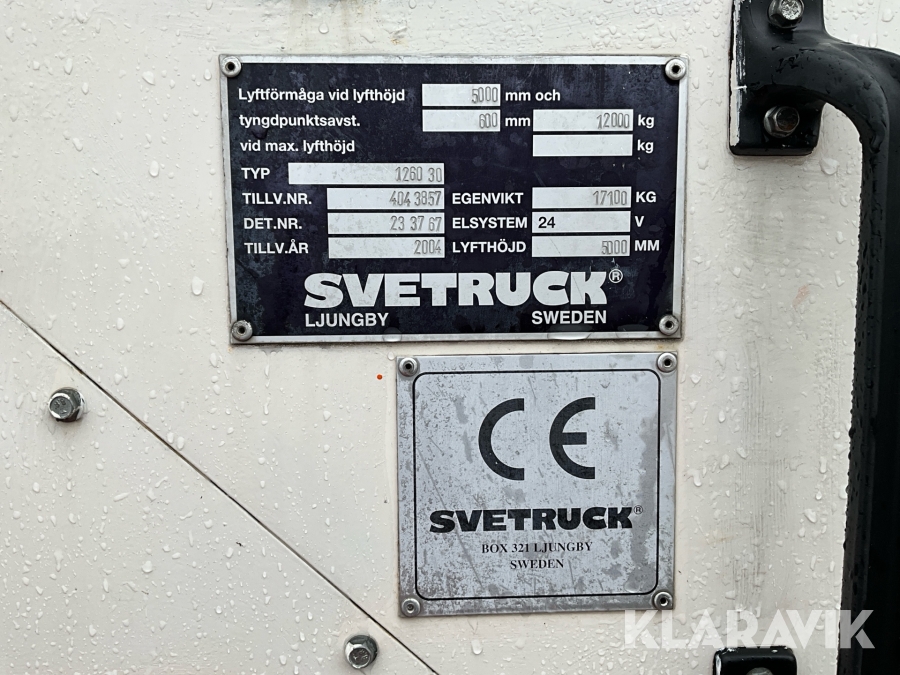 Lyftförmåga vid lyfthöjd 5000 mm och
tyngdpunktsavst. 600 mm 12000 kg
vid max. lyfthöjd kg
TYP 1260 30
TILLV.NR. 404 3857 EGENVIKT 17100 KG
DET.NR. 23 37 67 ELSYSTEM 24 V
TILLV.ÅR 2004 LYFTHÖJD 5000 MM
SVETRUCK®
LJUNGBY SWEDEN
CE
SVETRUCK®
BOX 321 LJUNGBY
SWEDEN
KLARAVIK